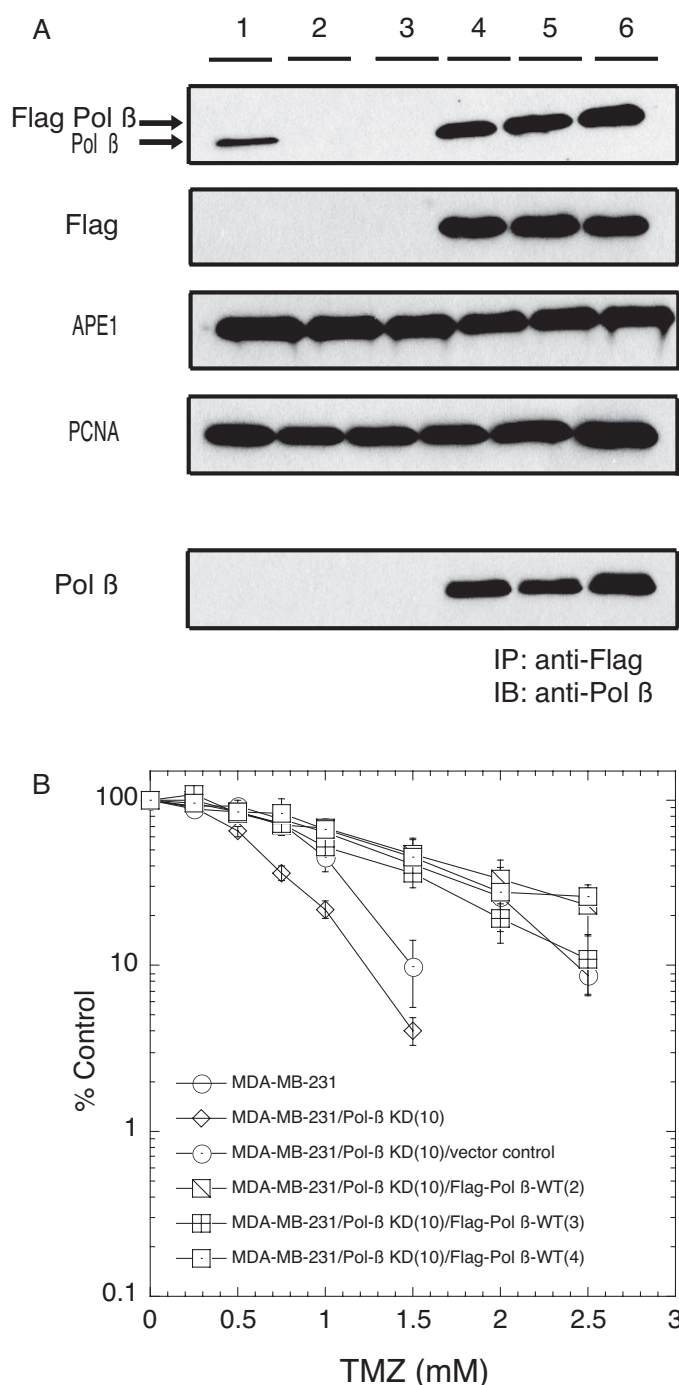 A
1 2 3 4 5 6
Flag Pol ß
Pol ß
Flag
APE1
PCNA
Pol ß
IP: anti-Flag
IB: anti-Pol ß
B
100
10
1
0.1
% Control
MDA-MB-231
MDA-MB-231/Pol-ß KD(10)
MDA-MB-231/Pol-ß KD(10)/vector control
MDA-MB-231/Pol-ß KD(10)/Flag-Pol ß-WT(2)
MDA-MB-231/Pol-ß KD(10)/Flag-Pol ß-WT(3)
MDA-MB-231/Pol-ß KD(10)/Flag-Pol ß-WT(4)
0 0.5 1.0 1.5 2.0 2.5 3
TMZ (mM)